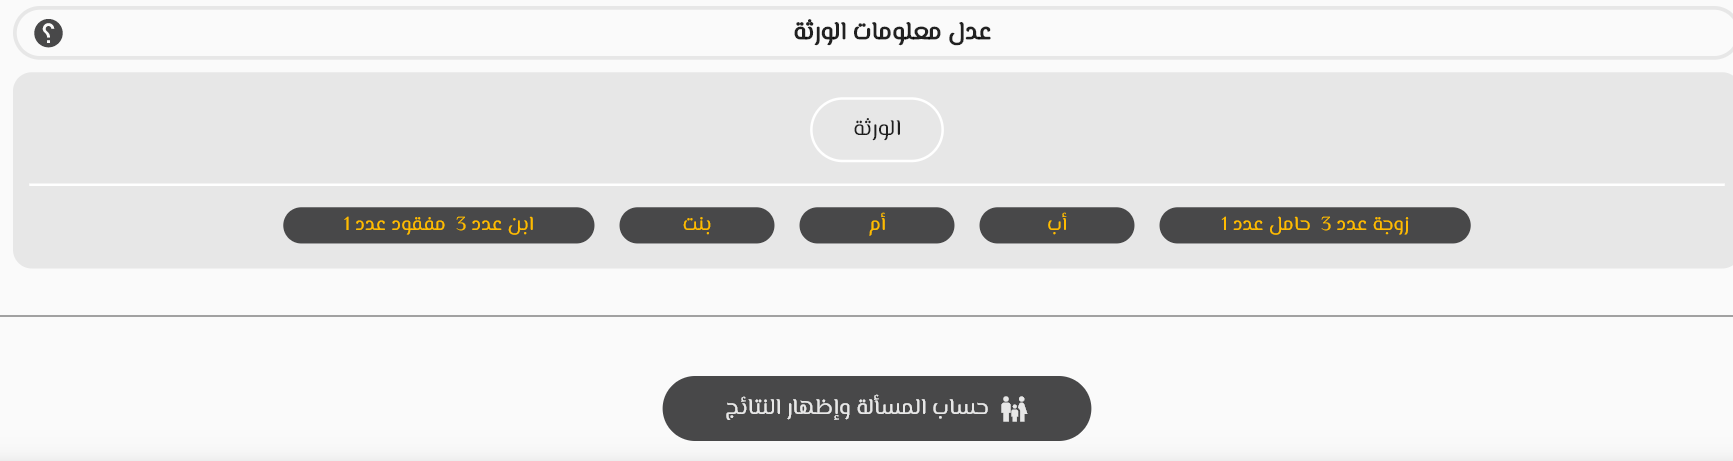 عدل معلومات الورثة ؟
الورثة
زوجة عدد 3 حامل عدد 1 أب أم بنت ابن عدد 3 مفقود عدد 1
حساب المسألة وإظهار النتائج